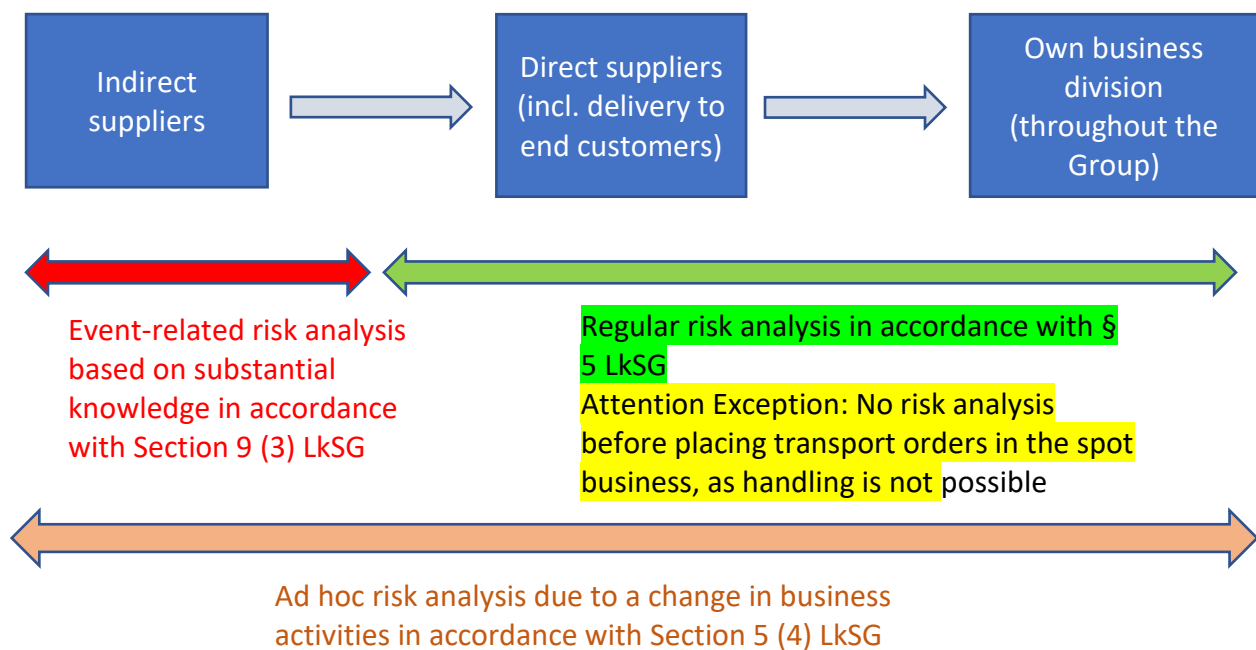 Indirect
suppliers
Direct suppliers
(incl. delivery to
end customers)
Own business
division
(throughout the
Group)
Event-related risk analysis
based on substantial
knowledge in accordance
with Section 9 (3) LkSG
Regular risk analysis in accordance with §
5 LkSG
Attention Exception: No risk analysis
before placing transport orders in the spot
business, as handling is not possible
Ad hoc risk analysis due to a change in business
activities in accordance with Section 5 (4) LkSG